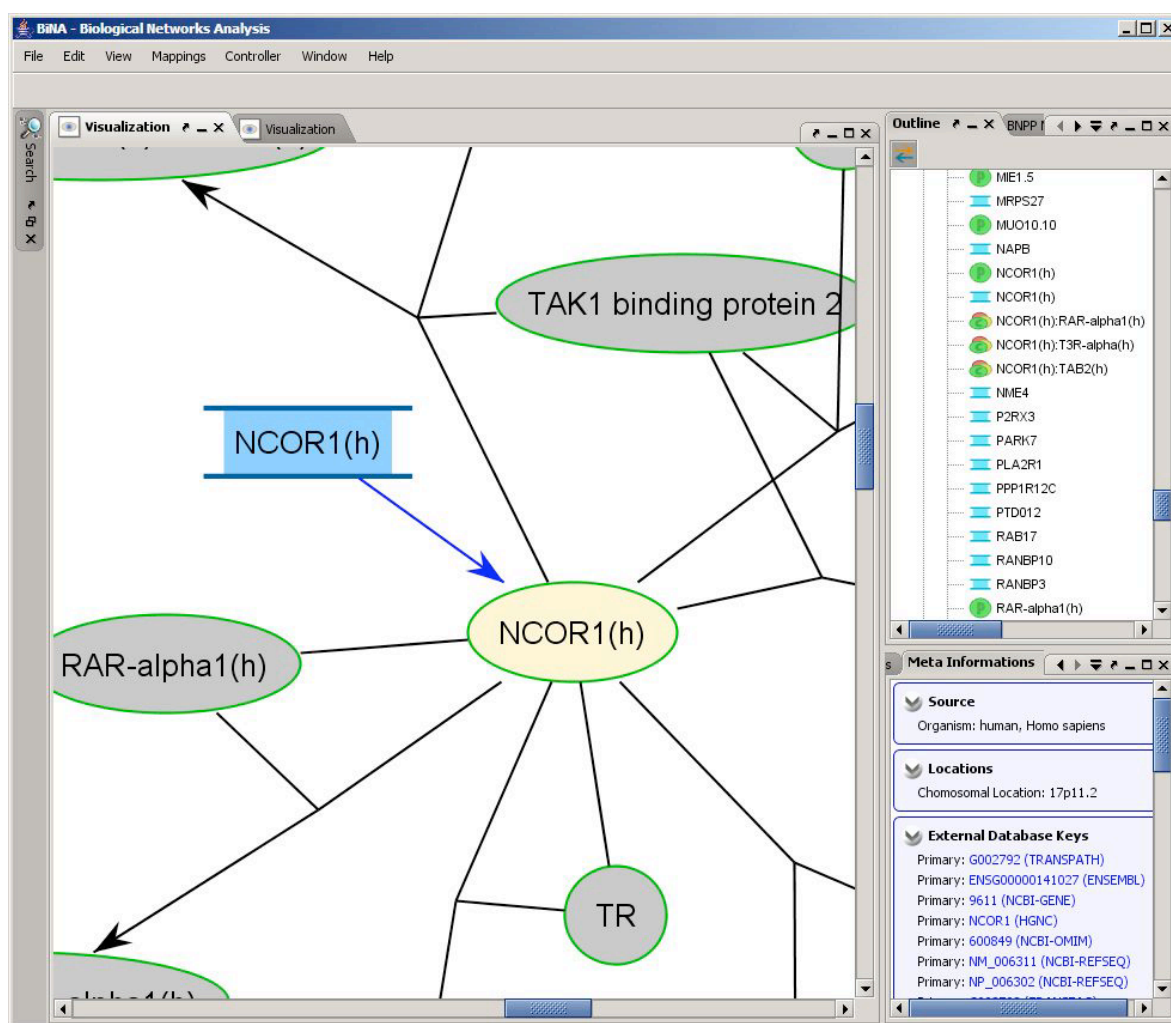 BiNA - Biological Networks Analysis
File Edit View Mappings Controller Window Help
Search
Visualization
Visualization
TAK1 binding protein 2
NCOR1(h)
NCOR1(h)
RAR-alpha1(h)
TR
Outline
BNPP
MIE1.5
MRPS27
MUO10.10
NAPB
NCOR1(h)
NCOR1(h)
NCOR1(h):RAR-alpha1(h)
NCOR1(h):T3R-alpha(h)
NCOR1(h):TAB2(h)
NME4
P2RX3
PARK7
PLA2R1
PPP1R12C
PTD012
RAB17
RANBP10
RANBP3
RAR-alpha1(h)
s
Meta Informations
Source
Organism: human, Homo sapiens
Locations
Chomosomal Location: 17p11.2
External Database Keys
Primary: G002792 (TRANSPATH)
Primary: ENSG00000141027 (ENSEMBL)
Primary: 9611 (NCBI-GENE)
Primary: NCOR1 (HGNC)
Primary: 600849 (NCBI-OMIM)
Primary: NM_006311 (NCBI-REFSEQ)
Primary: NP_006302 (NCBI-REFSEQ)